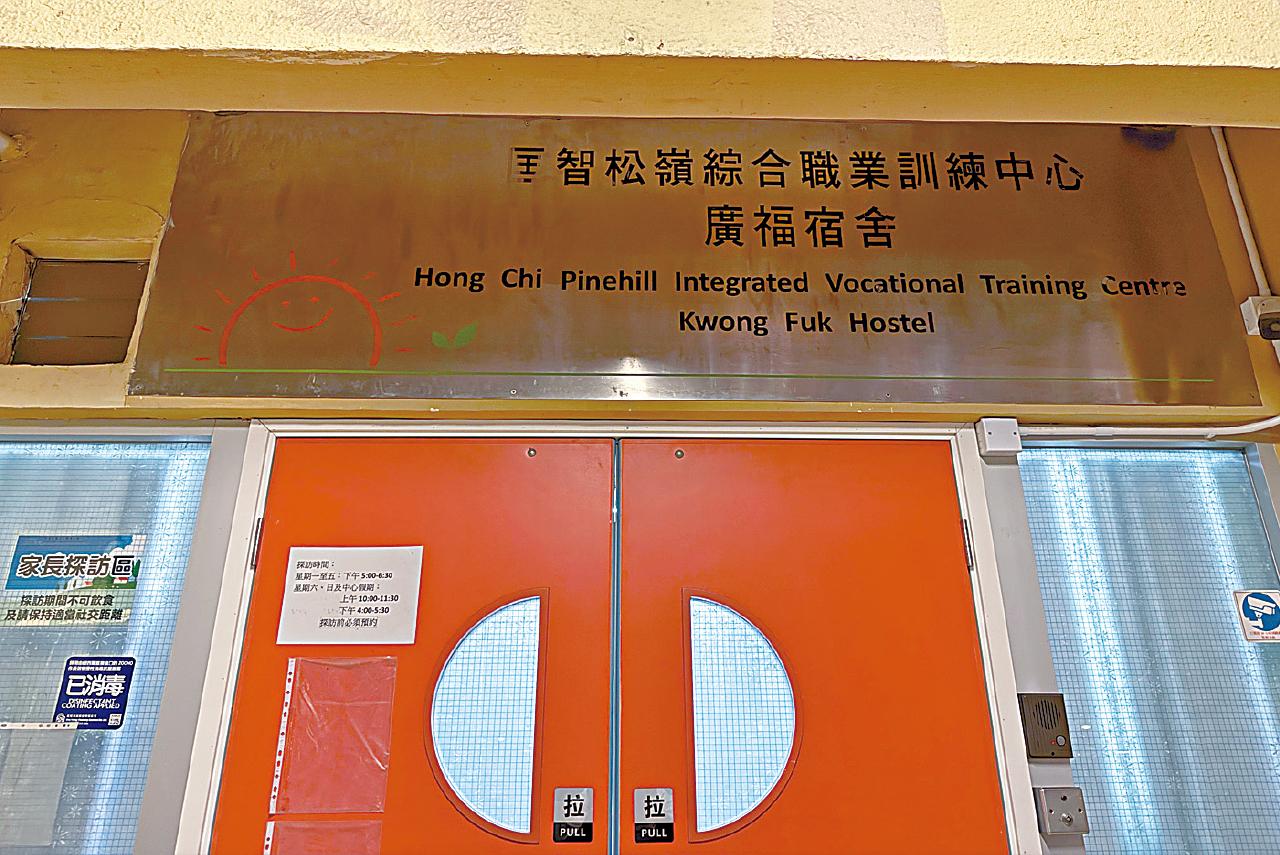 匡智松嶺綜合職業訓練中心
廣福宿舍
Hong Chi Pinehill Integrated Vocational Training Centre
Kwong Fuk Hostel
探訪時間：
星期一至五：下午 5:00-6:30
星期六、日及中心假期：
上午 10:00-11:30
下午 4:00-5:30
探訪前必須預約
家長探訪區
探訪期間不可飲食
及請保持適當社交距離
已消毒
DISINFECTANT
COATING APPLIED
拉
PULL
拉
PULL